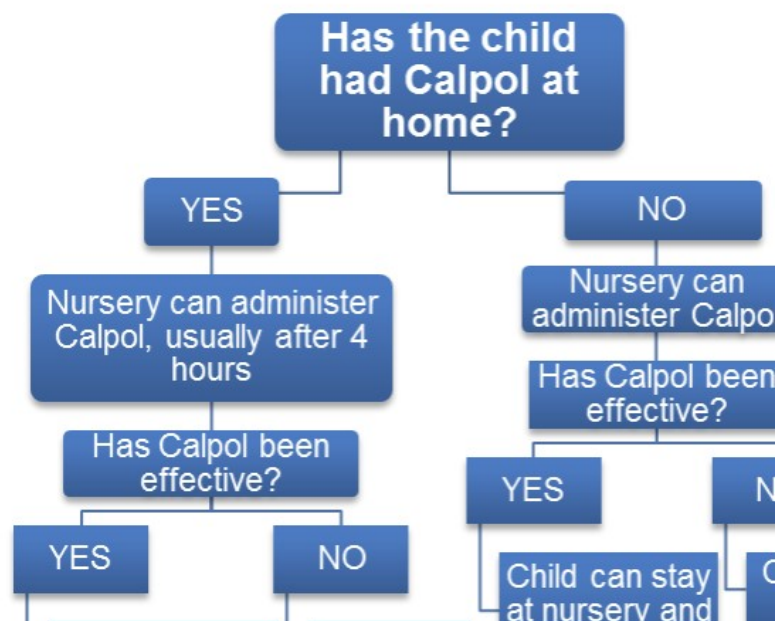 Has the child
had Calpol at
home?
YES
NO
Nursery can administer
Calpol, usually after 4
hours
Nursery can
administer Calpo
Has Calpol been
effective?
Has Calpol been
effective?
YES
NO
YES
N
Child can stay
at nursery and
C